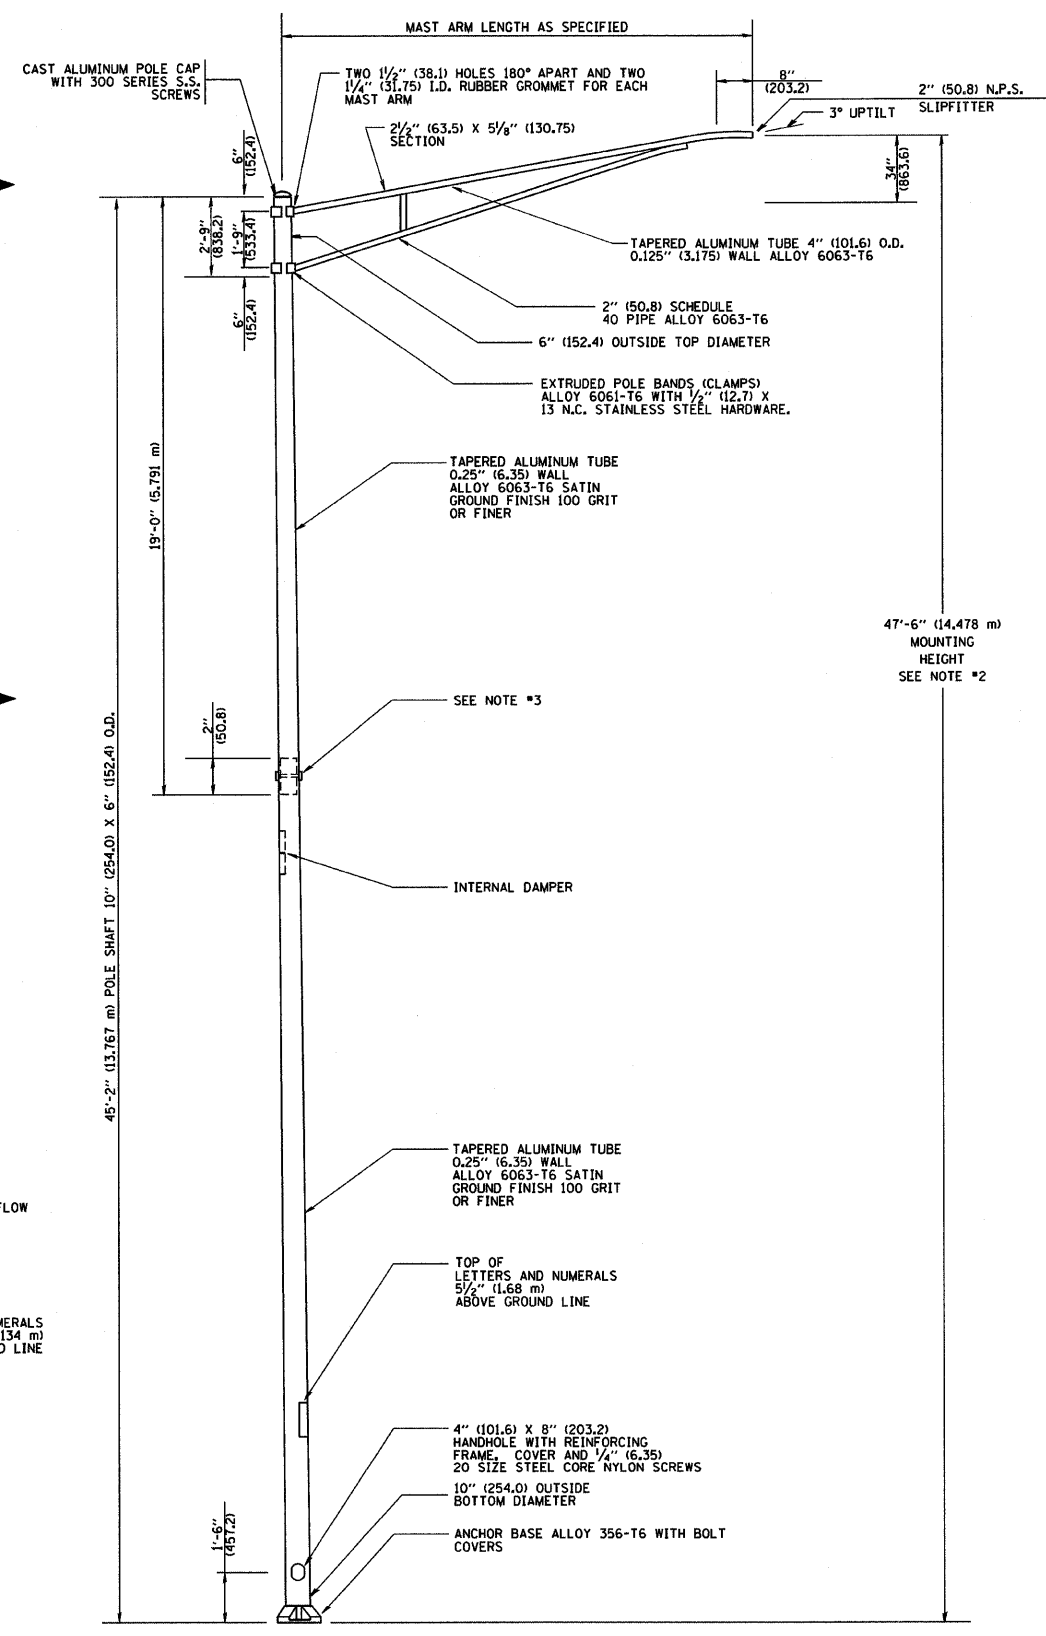 MAST ARM LENGTH AS SPECIFIED
CAST ALUMINUM POLE CAP
WITH 300 SERIES S.S.
SCREWS
TWO 1½" (38.1) HOLES 180° APART AND TWO
1¼" (31.75) I.D. RUBBER GROMMET FOR EACH
MAST ARM
8"
(203.2)
2" (50.8) N.P.S.
SLIPFITTER
3° UPTILT
2½" (63.5) X 5⅛" (130.75)
SECTION
6"
(152.4)
34"
(863.6)
2'-9"
(838.2)
1'-9"
(533.4)
TAPERED ALUMINUM TUBE 4" (101.6) O.D.
0.125" (3.175) WALL ALLOY 6063-T6
6"
(152.4)
2" (50.8) SCHEDULE
40 PIPE ALLOY 6063-T6
6" (152.4) OUTSIDE TOP DIAMETER
EXTRUDED POLE BANDS (CLAMPS)
ALLOY 6061-T6 WITH ½" (12.7) X
13 N.C. STAINLESS STEEL HARDWARE.
19'-0" (5.791 m)
TAPERED ALUMINUM TUBE
0.25" (6.35) WALL
ALLOY 6063-T6 SATIN
GROUND FINISH 100 GRIT
OR FINER
47'-6" (14.478 m)
MOUNTING
HEIGHT
SEE NOTE #2
2"
(50.8)
SEE NOTE #3
45'-2" (13.767 m) POLE SHAFT 10" (254.0) X 6" (152.4) O.D.
INTERNAL DAMPER
TAPERED ALUMINUM TUBE
0.25" (6.35) WALL
ALLOY 6063-T6 SATIN
GROUND FINISH 100 GRIT
OR FINER
FLOW
TOP OF
LETTERS AND NUMERALS
5½" (1.68 m)
ABOVE GROUND LINE
MERALS
134 m)
LINE
4" (101.6) X 8" (203.2)
HANDHOLE WITH REINFORCING
FRAME, COVER AND ¼" (6.35)
20 SIZE STEEL CORE NYLON SCREWS
10" (254.0) OUTSIDE
BOTTOM DIAMETER
1'-6"
(457.2)
ANCHOR BASE ALLOY 356-T6 WITH BOLT
COVERS